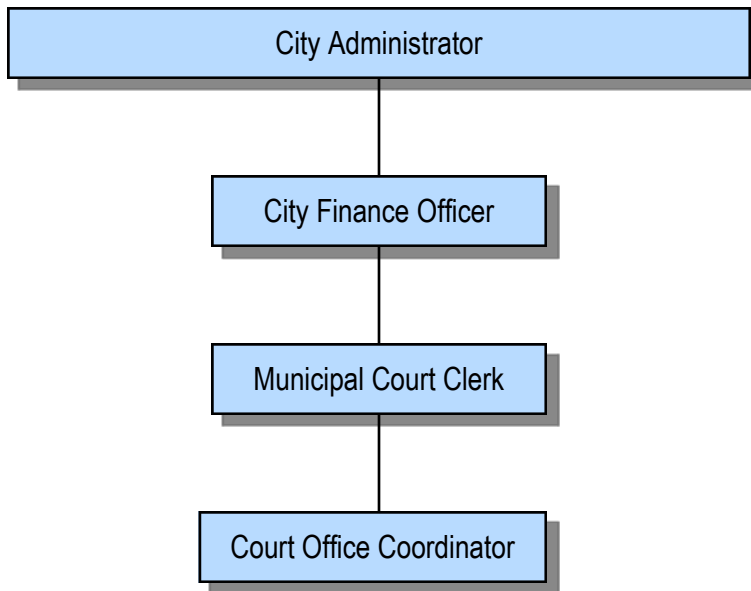 City Administrator
City Finance Officer
Municipal Court Clerk
Court Office Coordinator